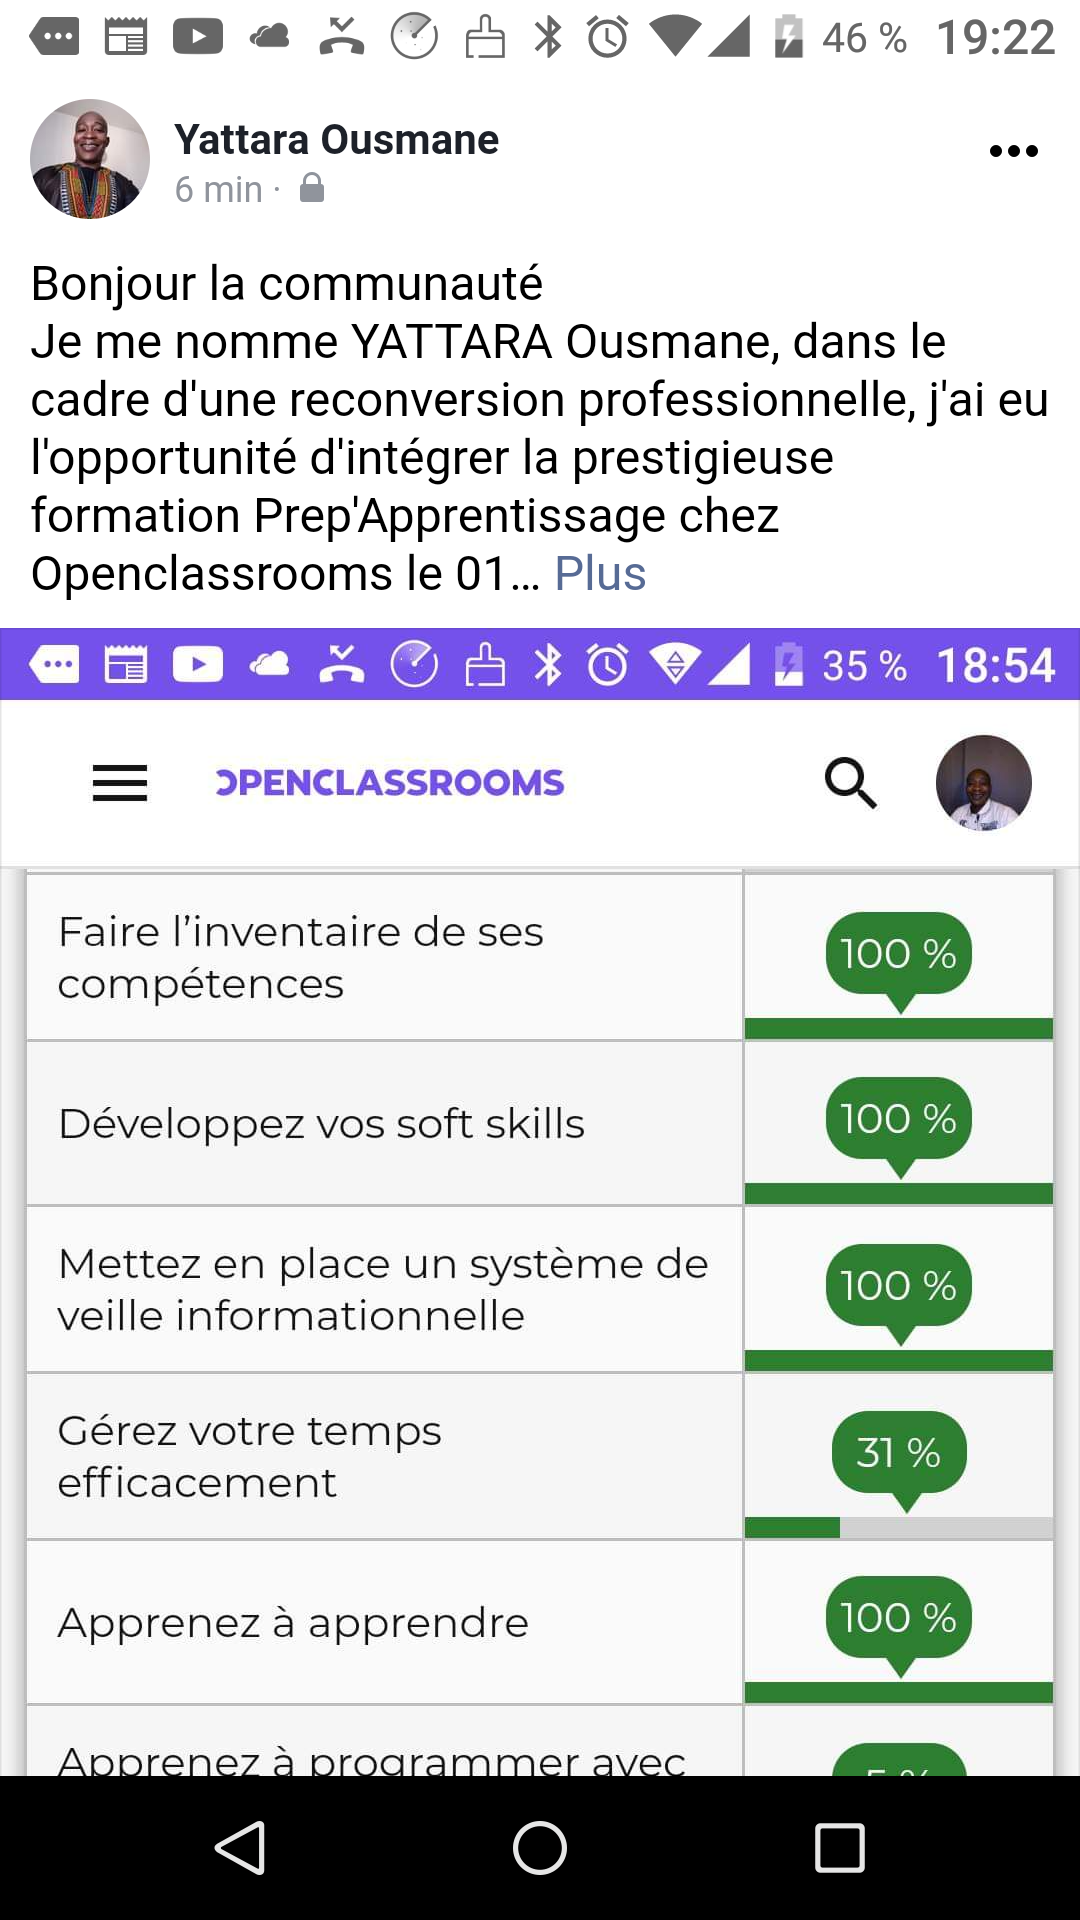 46 % 19:22
Yattara Ousmane
6 min ·
Bonjour la communauté
Je me nomme YATTARA Ousmane, dans le
cadre d'une reconversion professionnelle, j'ai eu
l'opportunité d'intégrer la prestigieuse
formation Prep'Apprentissage chez
Openclassrooms le 01... Plus
35 % 18:54
OPENCLASSROOMS
Faire l’inventaire de ses
compétences
100 %
Développez vos soft skills
100 %
Mettez en place un système de
veille informationnelle
100 %
Gérez votre temps
efficacement
31 %
Apprenez à apprendre
100 %
Apprenez à programmer avec